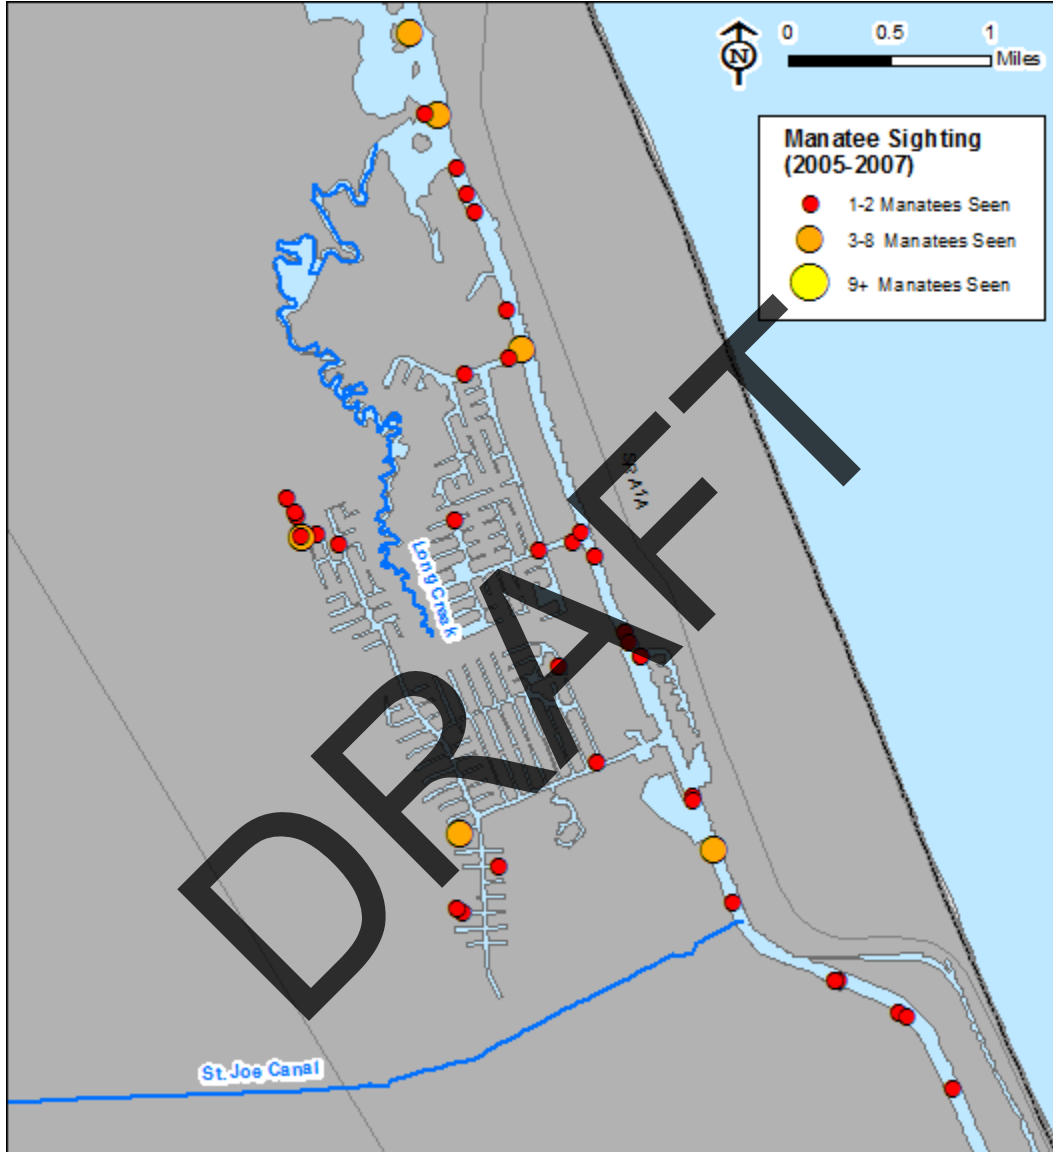 N
0 0.5 1
Miles
Manatee Sighting
(2005-2007)
1-2 Manatees Seen
3-8 Manatees Seen
9+ Manatees Seen
SR A1A
Long Creek
DRAFT
St. Joe Canal